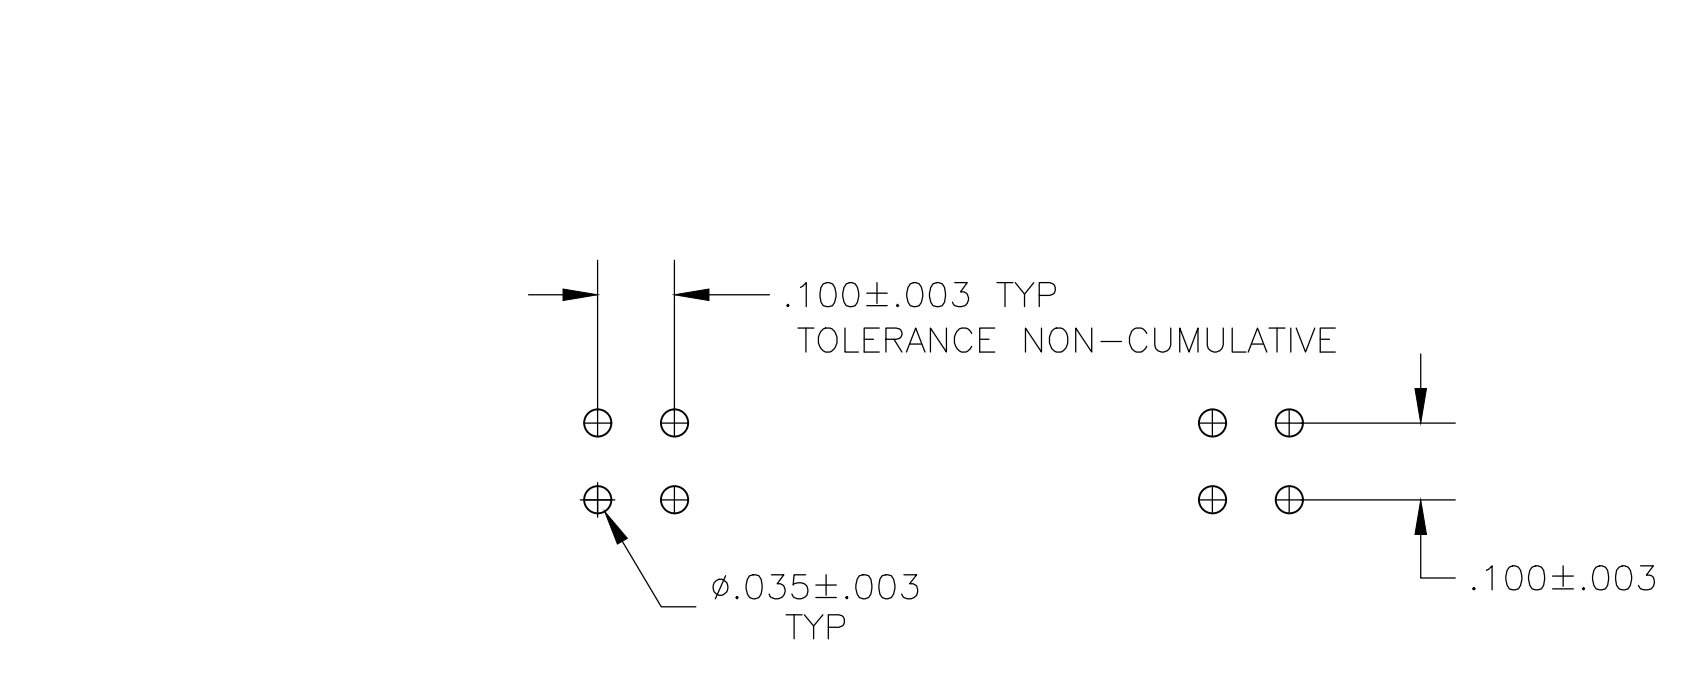 .100±.003 TYP
TOLERANCE NON-CUMULATIVE
⌀.035±.003
TYP
.100±.003